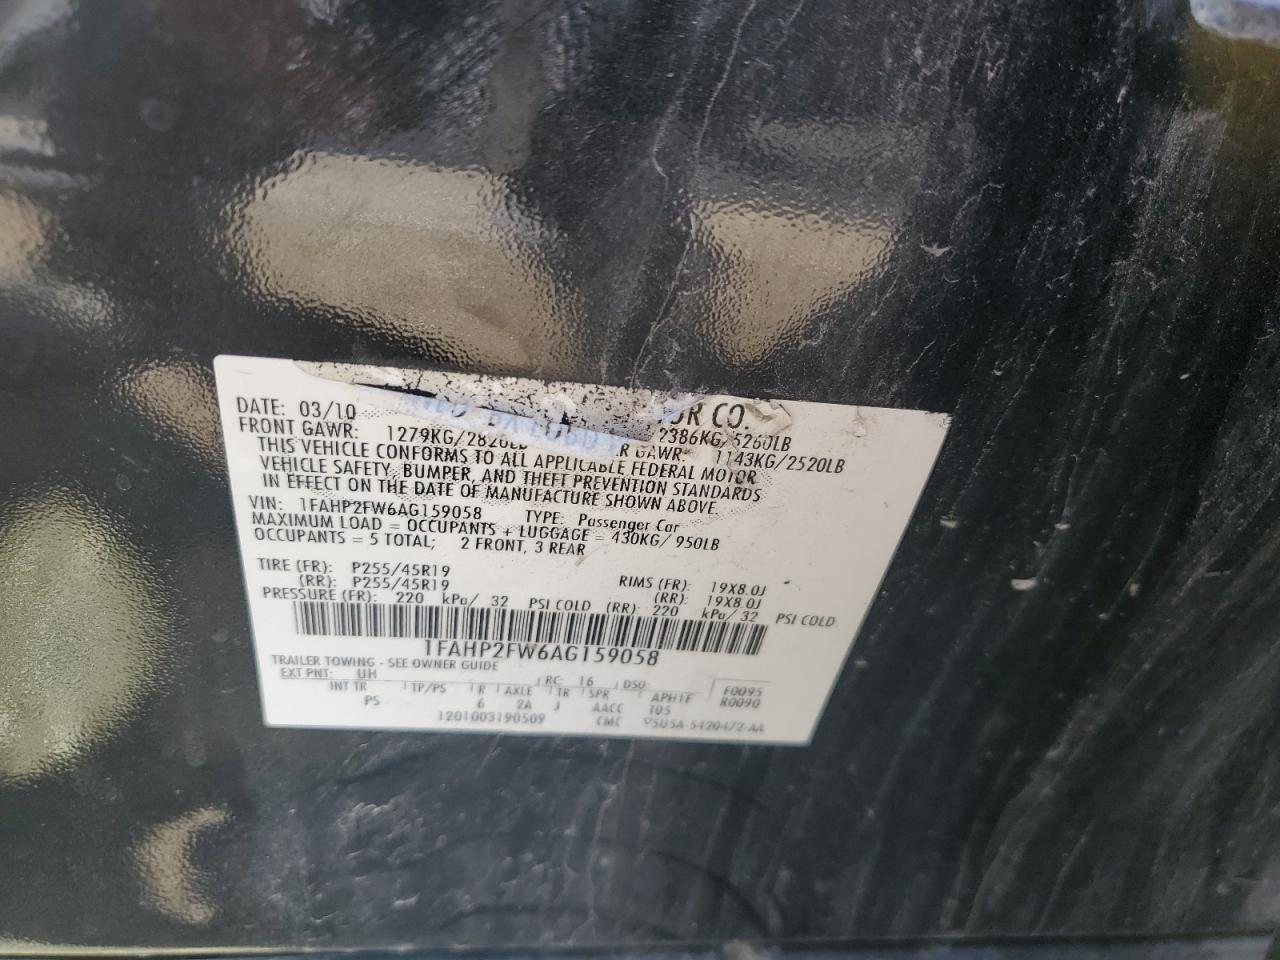 OR CO.
DATE: 03/10
2386KG/5260LB
FRONT GAWR: 1279KG/2820LB R GAWR: 1143KG/2520LB
THIS VEHICLE CONFORMS TO ALL APPLICABLE FEDERAL MOTOR
VEHICLE SAFETY, BUMPER, AND THEFT PREVENTION STANDARDS
IN EFFECT ON THE DATE OF MANUFACTURE SHOWN ABOVE
VIN: 1FAHP2FW6AG159058 TYPE: Passenger Car
MAXIMUM LOAD = OCCUPANTS + LUGGAGE = 430KG/ 950LB
OCCUPANTS = 5 TOTAL; 2 FRONT, 3 REAR
TIRE (FR): P255/45R19 RIMS (FR): 19X8.0J
(RR): P255/45R19 (RR): 19X8.0J
PRESSURE (FR): 220 kPa/ 32 PSI COLD (RR): 220 kPa/ 32 PSI COLD
1FAHP2FW6AG159058
TRAILER TOWING - SEE OWNER GUIDE
EXT PNT: UH RC: 16 DSO: F0095
INT TR TP/PS R AXLE TR SPR R0090
PS 6 2A J AACC 105
1201003190509 CMC